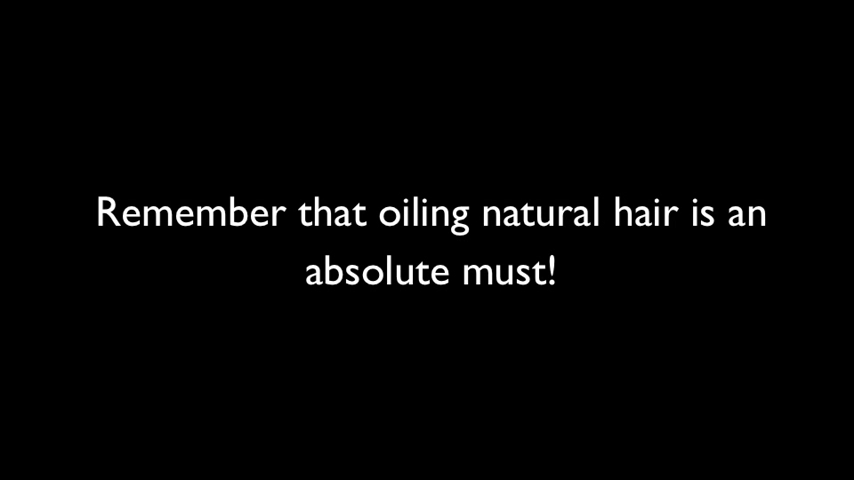 Remember that oiling natural hair is an
absolute must!